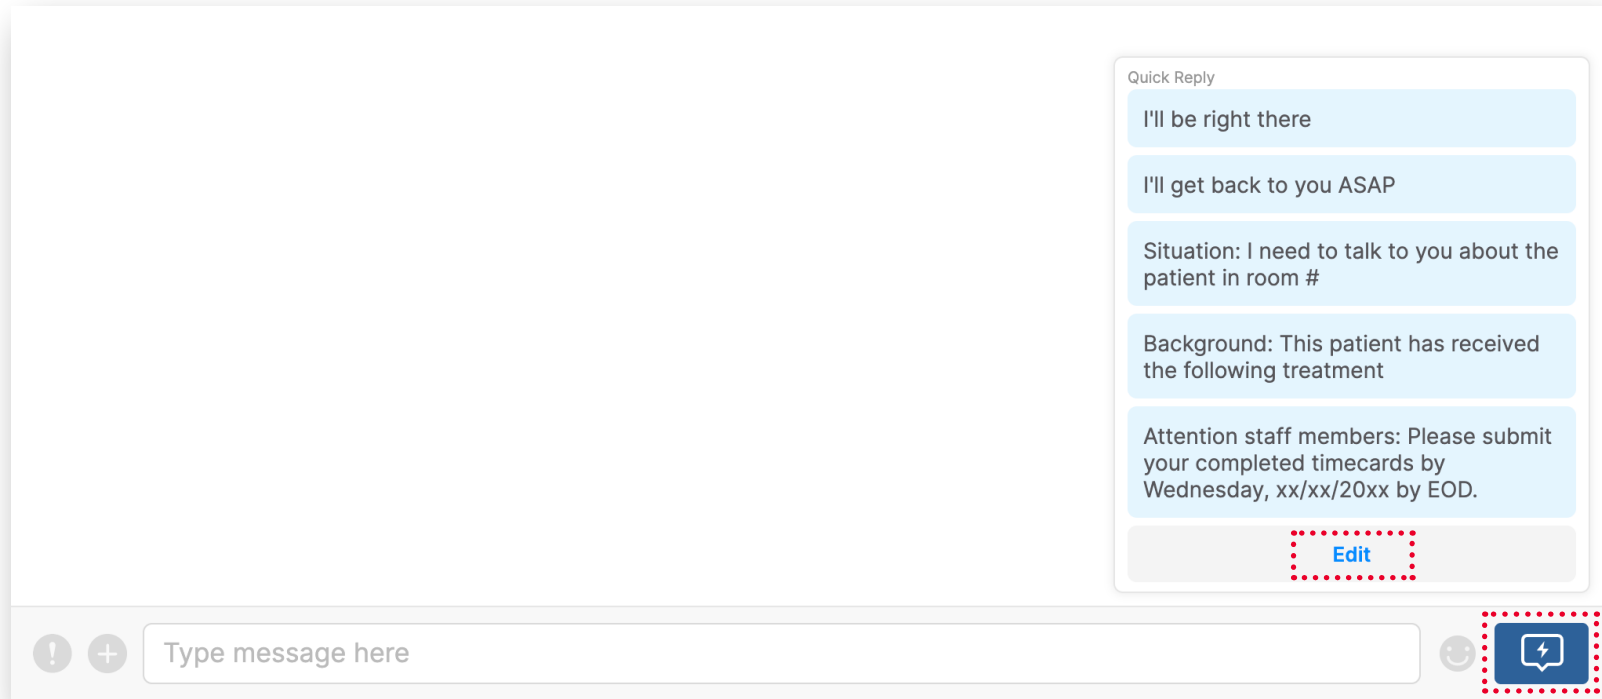 Quick Reply
I'll be right there
I'll get back to you ASAP
Situation: I need to talk to you about the
patient in room #
Background: This patient has received
the following treatment
Attention staff members: Please submit
your completed timecards by
Wednesday, xx/xx/20xx by EOD.
Edit
Type message here